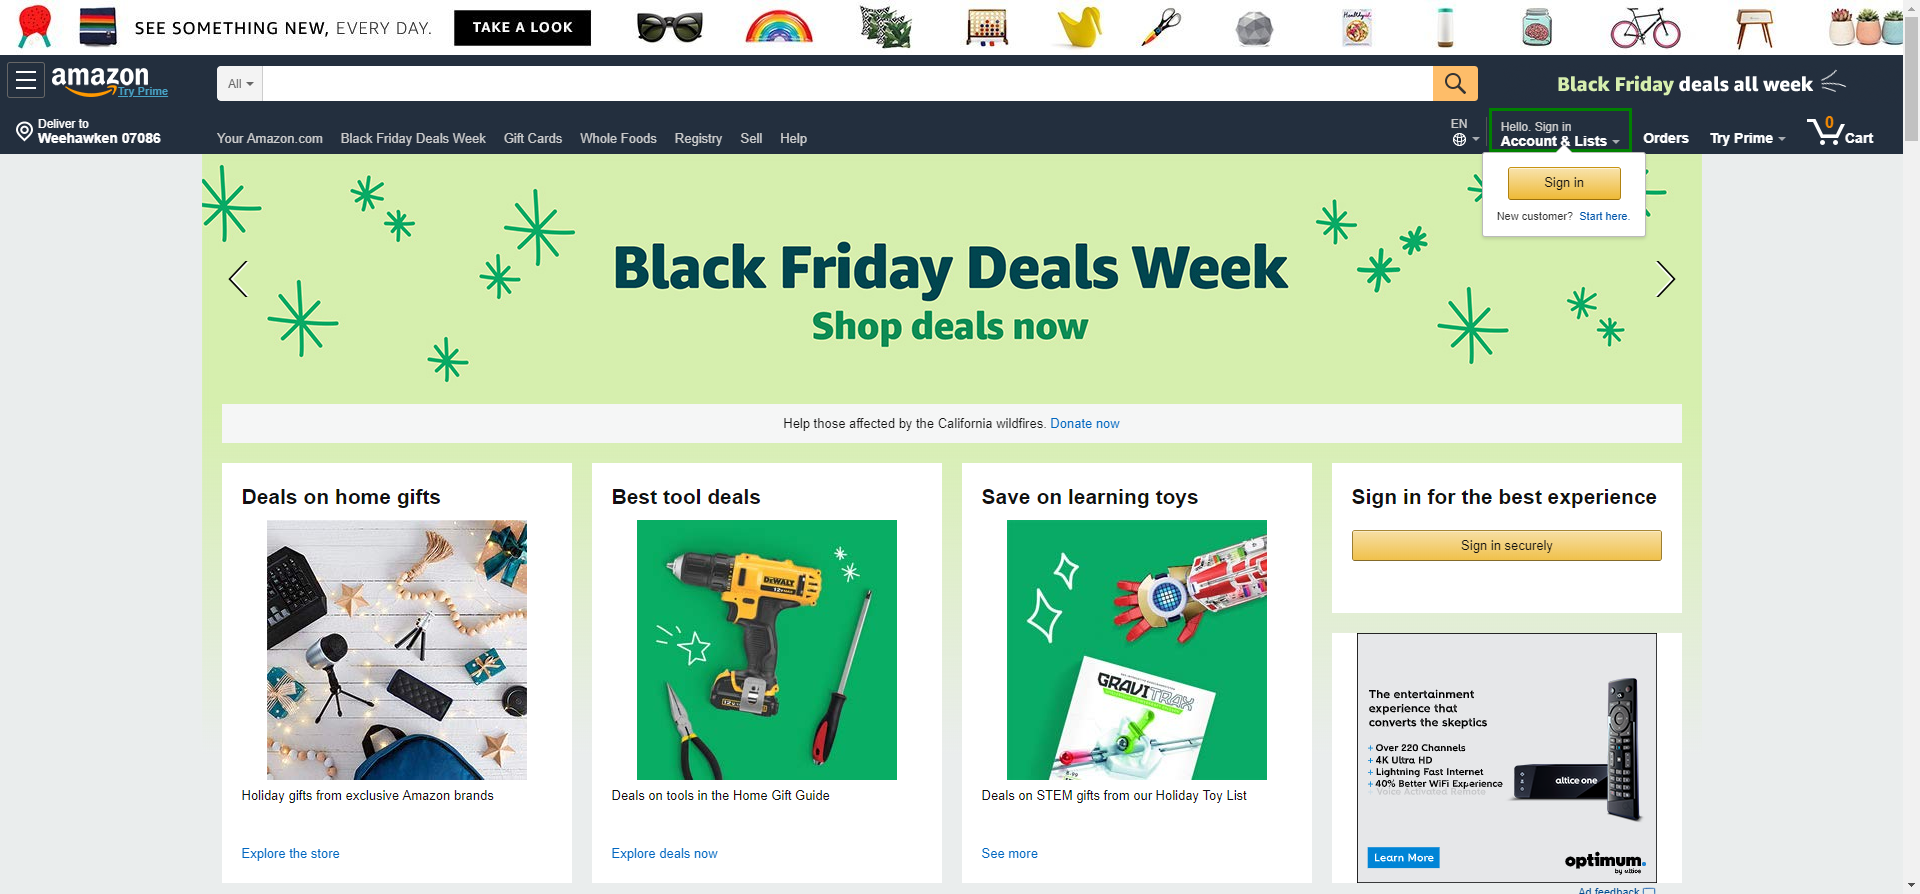 SEE SOMETHING NEW, EVERY DAY.
TAKE A LOOK
amazon
Try Prime
All
Black Friday deals all week
Deliver to
Weehawken 07086
Your Amazon.com
Black Friday Deals Week
Gift Cards
Whole Foods
Registry
Sell
Help
EN
Hello. Sign in
Account & Lists
Orders
Try Prime
0
Cart
Sign in
New customer? Start here.
Black Friday Deals Week
Shop deals now
Help those affected by the California wildfires. Donate now
Deals on home gifts
Holiday gifts from exclusive Amazon brands
Explore the store
Best tool deals
DEWALT
Deals on tools in the Home Gift Guide
Explore deals now
Save on learning toys
GRAVITRAX
Deals on STEM gifts from our Holiday Toy List
See more
Sign in for the best experience
Sign in securely
The entertainment
experience that
converts the skeptics
+ Over 220 Channels
+ 4K Ultra HD
+ Lightning Fast Internet
+ 40% Better WiFi Experience
+ Voice Activated Remote
altice one
Learn More
optimum.
by altice
Ad feedback